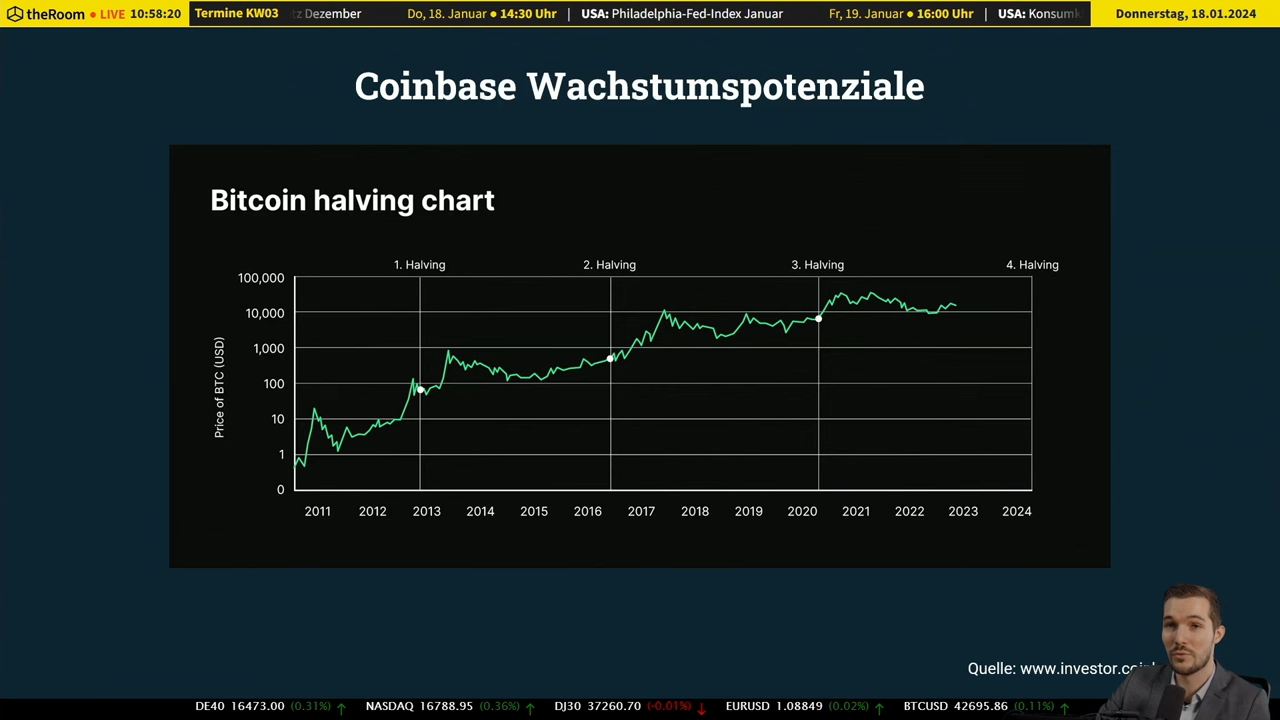 theRoom ● LIVE 10:58:20 Termine KW03 tz Dezember Do, 18. Januar ● 14:30 Uhr | USA: Philadelphia-Fed-Index Januar Fr, 19. Januar ● 16:00 Uhr | USA: Konsum Donnerstag, 18.01.2024
Coinbase Wachstumspotenziale
Bitcoin halving chart
1. Halving 2. Halving 3. Halving 4. Halving
Price of BTC (USD)
100,000
10,000
1,000
100
10
1
0
2011 2012 2013 2014 2015 2016 2017 2018 2019 2020 2021 2022 2023 2024
Quelle: www.investor.coin
DE40 16473.00 (0.31%) ↑ NASDAQ 16788.95 (0.36%) ↑ DJ30 37260.70 (-0.01%) ↓ EURUSD 1.08849 (0.02%) ↑ BTCUSD 42695.86 (0.11%) ↑